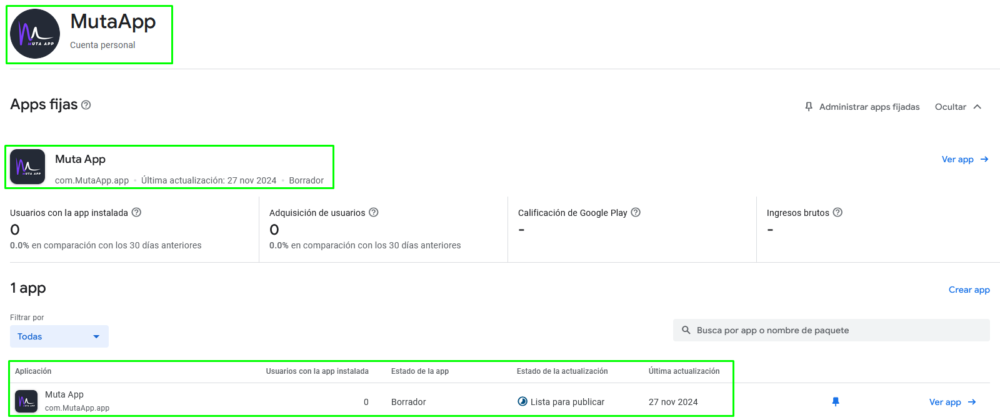 MutaApp
Cuenta personal
MUTA APP
Apps fijas
Administrar apps fijadas Ocultar
Muta App
com.MutaApp.app • Última actualización: 27 nov 2024 • Borrador
MUTA APP
Ver app →
Usuarios con la app instalada Adquisición de usuarios Calificación de Google Play Ingresos brutos
0 0 - -
0.0% en comparación con los 30 días anteriores 0.0% en comparación con los 30 días anteriores
1 app
Crear app
Filtrar por
Todas
Busca por app o nombre de paquete
Aplicación Usuarios con la app instalada Estado de la app Estado de la actualización Última actualización
Muta App
com.MutaApp.app
0 Borrador Lista para publicar 27 nov 2024 Ver app →